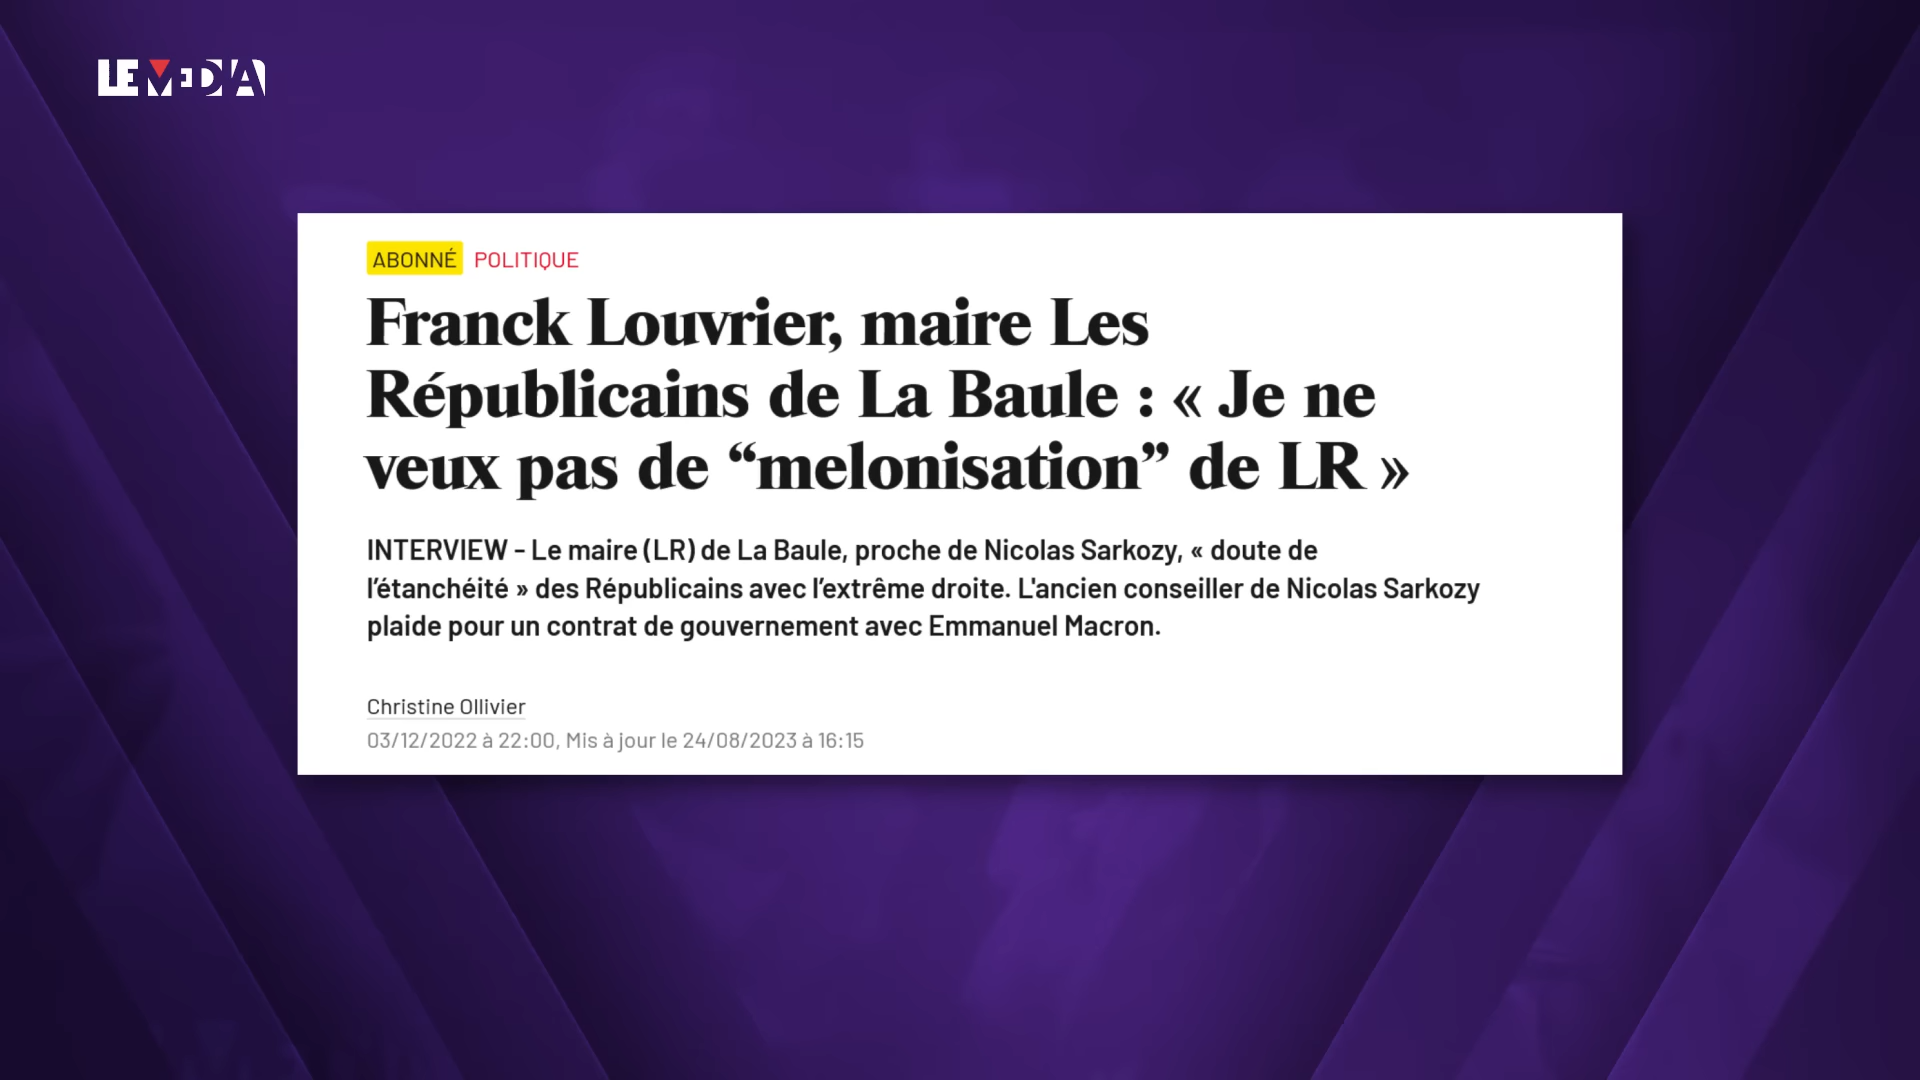 LE MEDIA
ABONNÉ POLITIQUE
Franck Louvrier, maire Les
Républicains de La Baule : « Je ne
veux pas de “melonisation” de LR »
INTERVIEW - Le maire (LR) de La Baule, proche de Nicolas Sarkozy, « doute de
l’étanchéité » des Républicains avec l’extrême droite. L'ancien conseiller de Nicolas Sarkozy
plaide pour un contrat de gouvernement avec Emmanuel Macron.
Christine Ollivier
03/12/2022 à 22:00, Mis à jour le 24/08/2023 à 16:15